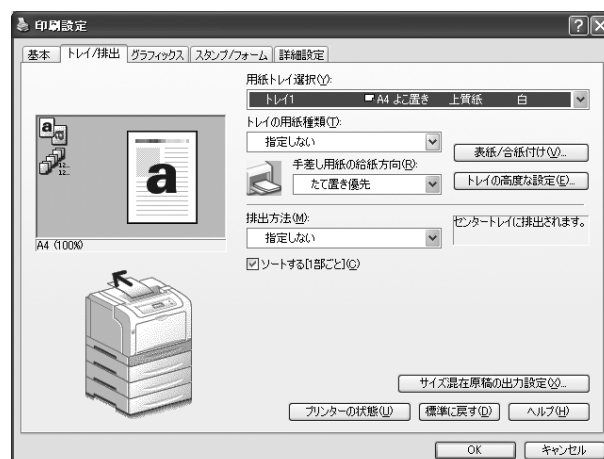 印刷設定
基本 トレイ/排出 グラフィックス スタンプ/フォーム 詳細設定
用紙トレイ選択(Y):
トレイ1 A4 よこ置き 上質紙 白
トレイの用紙種類(T):
指定しない
表紙/合紙付け(V)...
手差し用紙の給紙方向(R):
たて置き優先
トレイの高度な設定(E)...
排出方法(M):
指定しない
センタートレイに排出されます。
A4 (100%)
ソートする[1部ごと](C)
サイズ混在原稿の出力設定(X)...
プリンターの状態(U) 標準に戻す(D) ヘルプ(H)
OK キャンセル